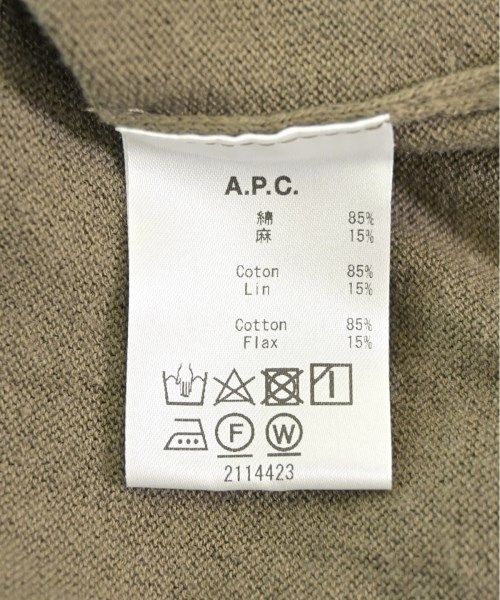 A.P.C.
綿 85%
麻 15%
Coton 85%
Lin 15%
Cotton 85%
Flax 15%
F W
2114423